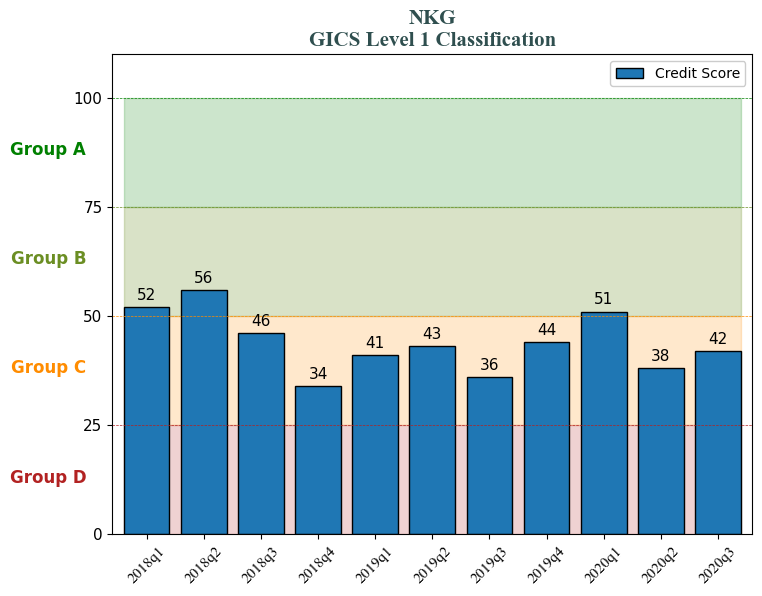 NKG
GICS Level 1 Classification
Credit Score
100
Group A
75
Group B
56
52
51
50
46
44
43
42
41
38
36
34
Group C
25
Group D
0
2018q1
2018q2
2018q3
2018q4
2019q1
2019q2
2019q3
2019q4
2020q1
2020q2
2020q3